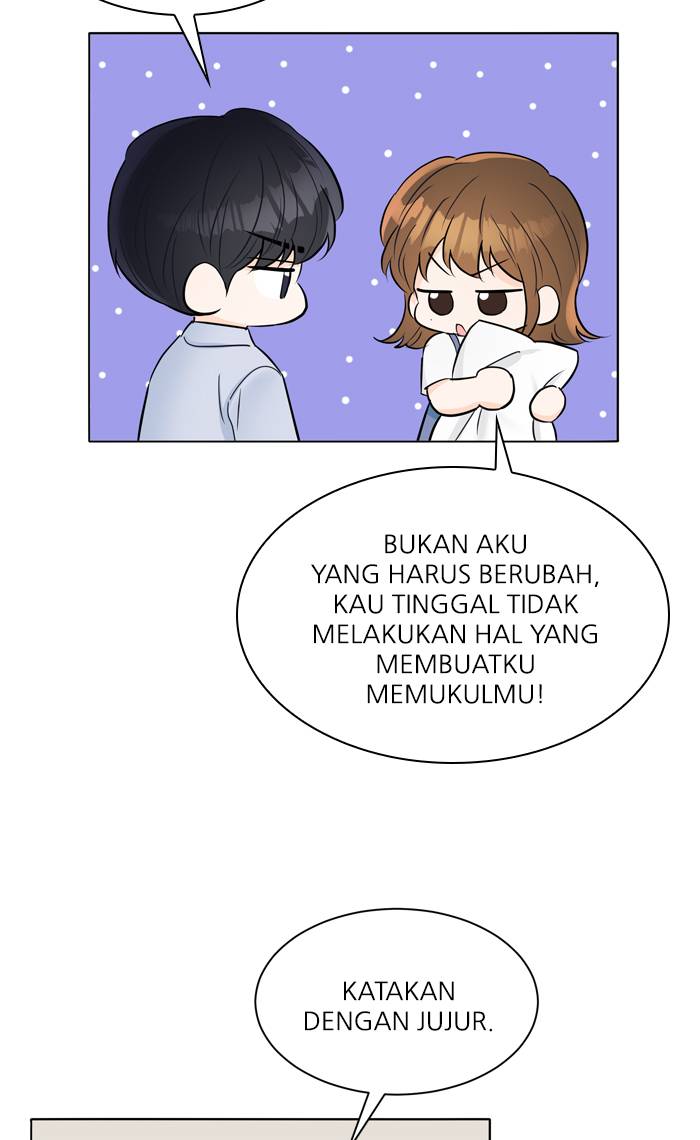 BUKAN AKU
YANG HARUS BERUBAH,
KAU TINGGAL TIDAK
MELAKUKAN HAL YANG
MEMBUATKU
MEMUKULMU!
KATAKAN
DENGAN JUJUR.